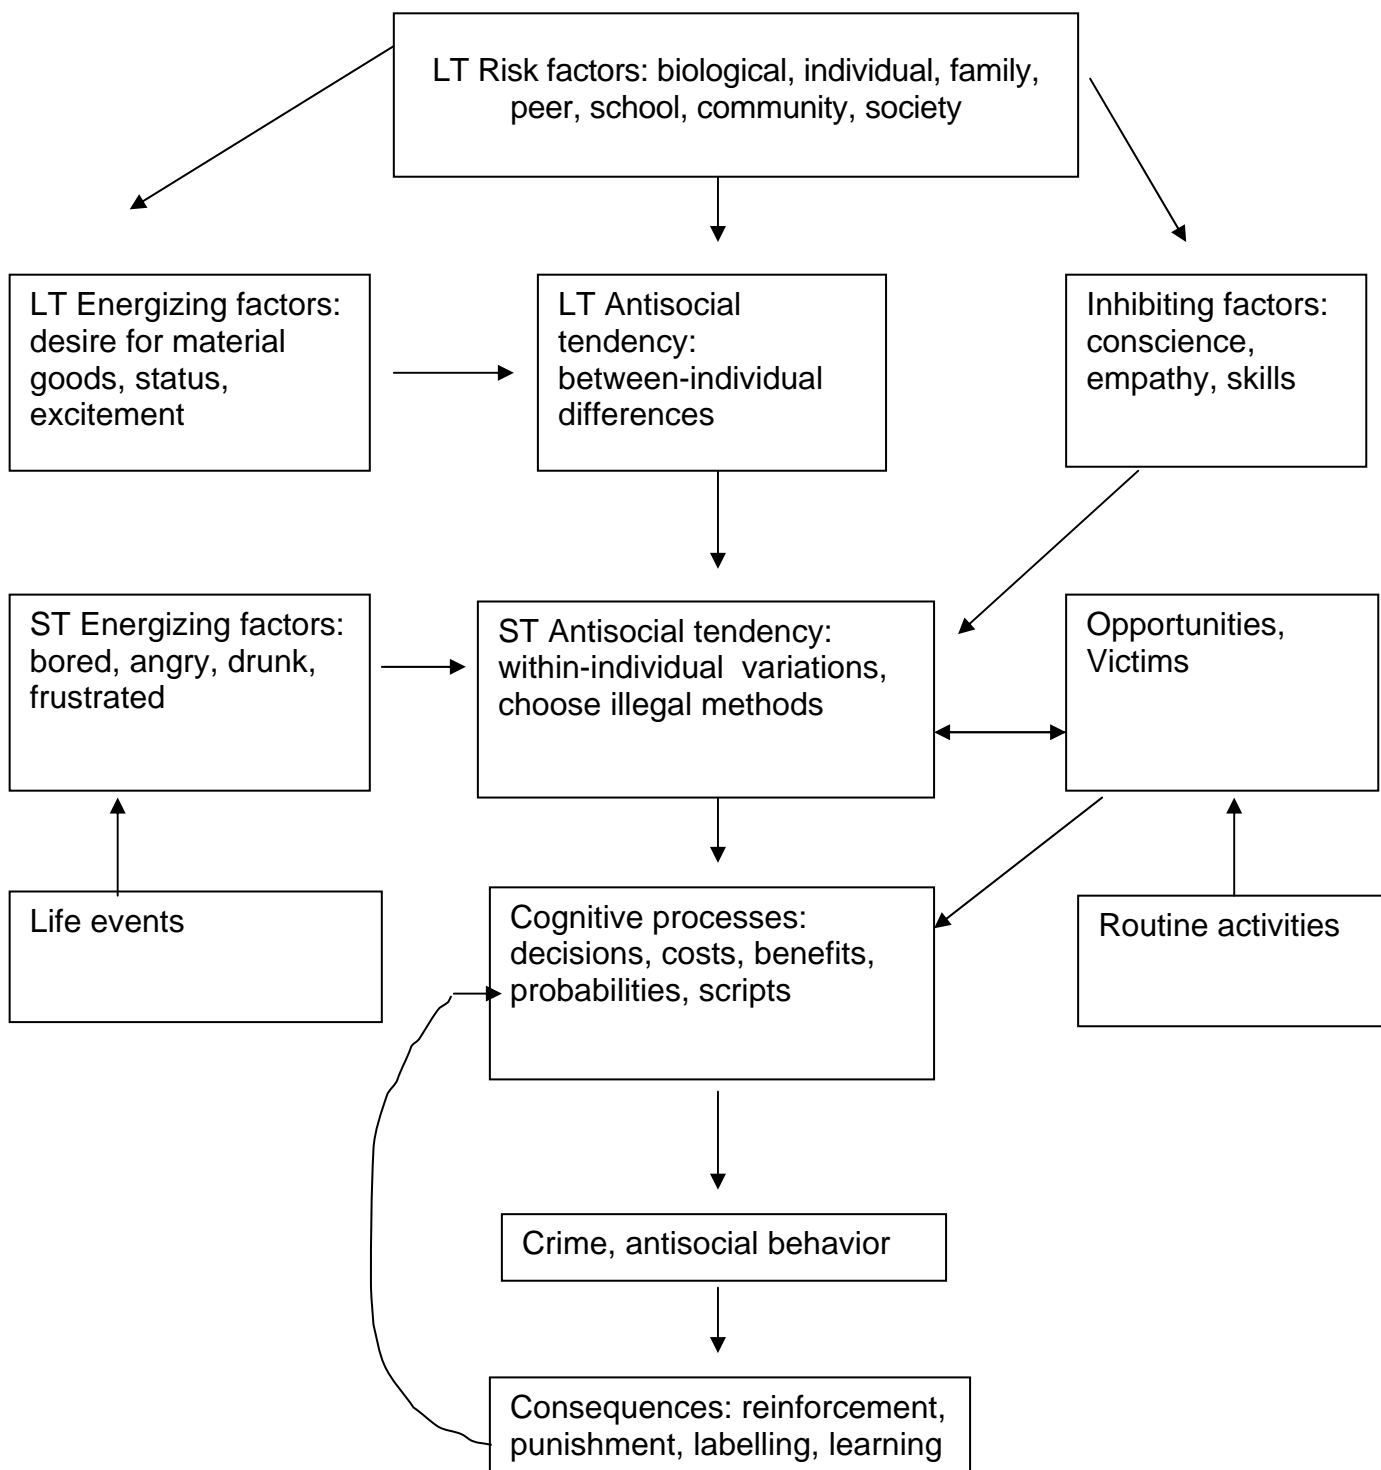 LT Risk factors: biological, individual, family,
peer, school, community, society
LT Energizing factors:
desire for material
goods, status,
excitement
LT Antisocial
tendency:
between-individual
differences
Inhibiting factors:
conscience,
empathy, skills
ST Energizing factors:
bored, angry, drunk,
frustrated
ST Antisocial tendency:
within-individual variations,
choose illegal methods
Opportunities,
Victims
Life events
Cognitive processes:
decisions, costs, benefits,
probabilities, scripts
Routine activities
Crime, antisocial behavior
Consequences: reinforcement,
punishment, labelling, learning